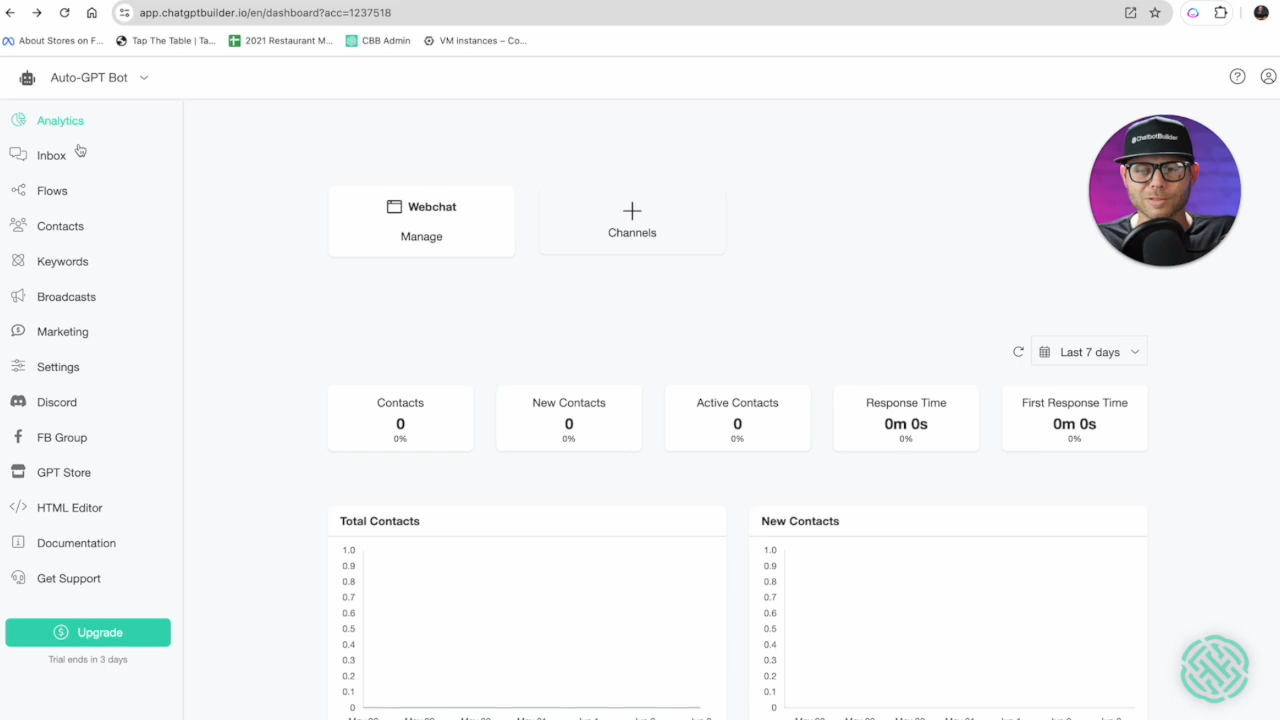 app.chatgptbuilder.io/en/dashboard?acc=1237518
About Stores on F...
Tap The Table | Ta...
2021 Restaurant M...
CBB Admin
VM instances – Co...
Auto-GPT Bot
Analytics
Inbox
Flows
Contacts
Keywords
Broadcasts
Marketing
Settings
Discord
FB Group
GPT Store
HTML Editor
Documentation
Get Support
Upgrade
Trial ends in 3 days
Webchat
Manage
Channels
@ChatbotBuilder
Last 7 days
Contacts
0
0%
New Contacts
0
0%
Active Contacts
0
0%
Response Time
0m 0s
0%
First Response Time
0m 0s
0%
Total Contacts
1.0
0.9
0.8
0.7
0.6
0.5
0.4
0.3
0.2
0.1
0
New Contacts
1.0
0.9
0.8
0.7
0.6
0.5
0.4
0.3
0.2
0.1
0